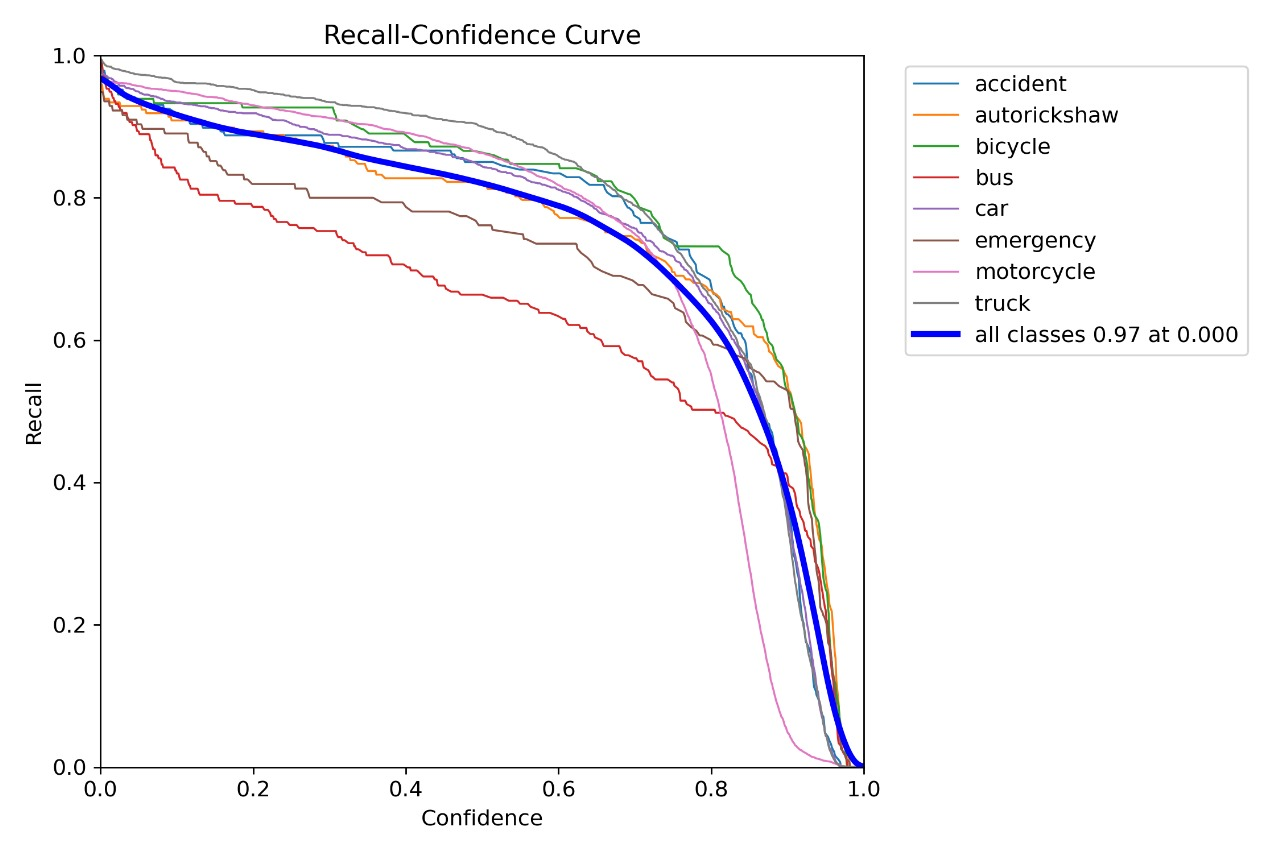 Recall-Confidence Curve
1.0
0.8
0.6
0.4
0.2
0.0
Recall
0.0 0.2 0.4 0.6 0.8 1.0
Confidence
accident
autorickshaw
bicycle
bus
car
emergency
motorcycle
truck
all classes 0.97 at 0.000